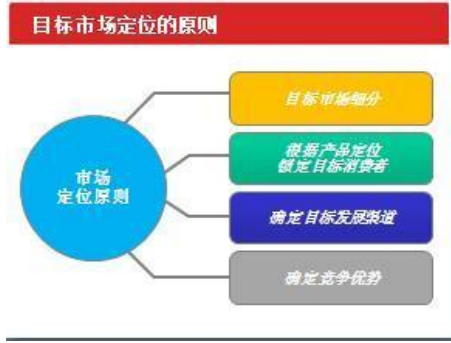 目标市场定位的原则
目标市场细分
根据产品定位
锁定目标消费者
市场
定位原则
确定目标发展渠道
确定竞争优势